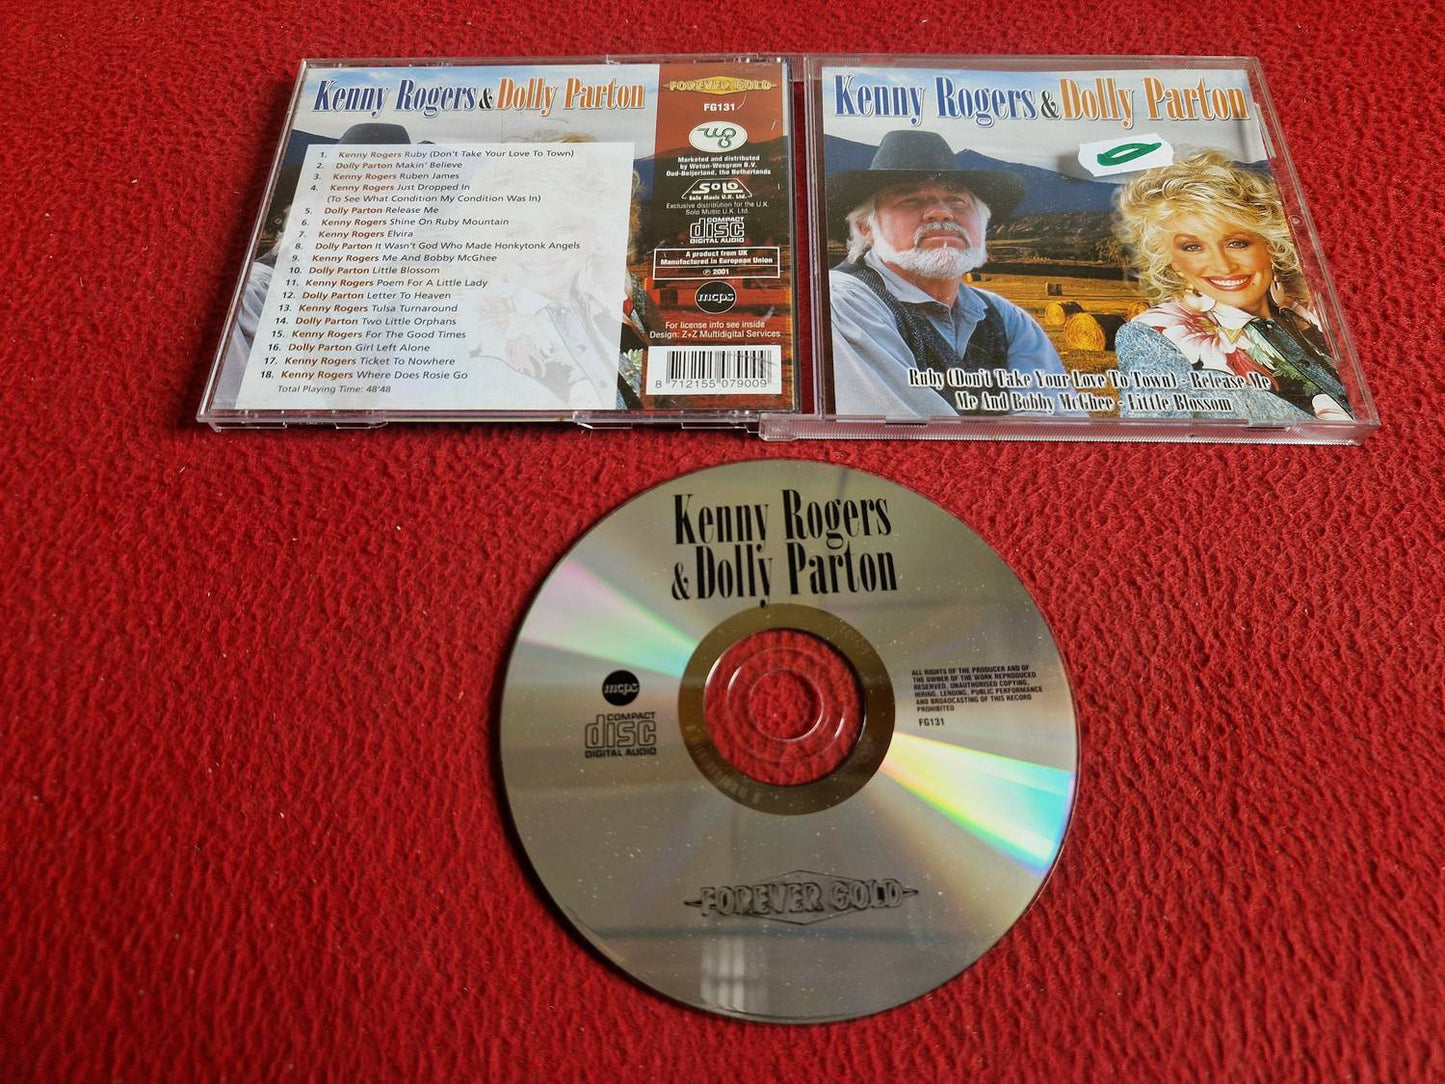 Kenny Rogers & Dolly Parton
1. Kenny Rogers Ruby (Don't Take Your Love To Town)
2. Dolly Parton Makin' Believe
3. Kenny Rogers Ruben James
4. Kenny Rogers Just Dropped In
(To See What Condition My Condition Was In)
5. Dolly Parton Release Me
6. Kenny Rogers Shine On Ruby Mountain
7. Kenny Rogers Elvira
8. Dolly Parton It Wasn't God Who Made Honkytonk Angels
9. Kenny Rogers Me And Bobby McGhee
10. Dolly Parton Little Blossom
11. Kenny Rogers Poem For A Little Lady
12. Dolly Parton Letter To Heaven
13. Kenny Rogers Tulsa Turnaround
14. Dolly Parton Two Little Orphans
15. Kenny Rogers For The Good Times
16. Dolly Parton Girl Left Alone
17. Kenny Rogers Ticket To Nowhere
18. Kenny Rogers Where Does Rosie Go
Total Playing Time: 48'48
FOREVER GOLD
FG131
Marketed and distributed
by Weton-Wesgram B.V.
Oud-Beijerland, the Netherlands
SOLO
Solo Music U.K. Ltd.
Exclusive distribution for the U.K.
Solo Music U.K. Ltd.
COMPACT
disc
DIGITAL AUDIO
A product from UK
Manufactured in European Union
℗ 2001
mcps
For license info see inside
Design: Z+Z Multidigital Services
8 712155 079009
Kenny Rogers & Dolly Parton
Ruby (Don't Take Your Love To Town) - Release Me
Me And Bobby McGhee - Little Blossom
Kenny Rogers
& Dolly Parton
mcps
COMPACT
disc
DIGITAL AUDIO
ALL RIGHTS OF THE PRODUCER AND OF
THE OWNER OF THE WORK REPRODUCED
RESERVED. UNAUTHORISED COPYING,
HIRING, LENDING, PUBLIC PERFORMANCE
AND BROADCASTING OF THIS RECORD
PROHIBITED
FG131
FOREVER GOLD